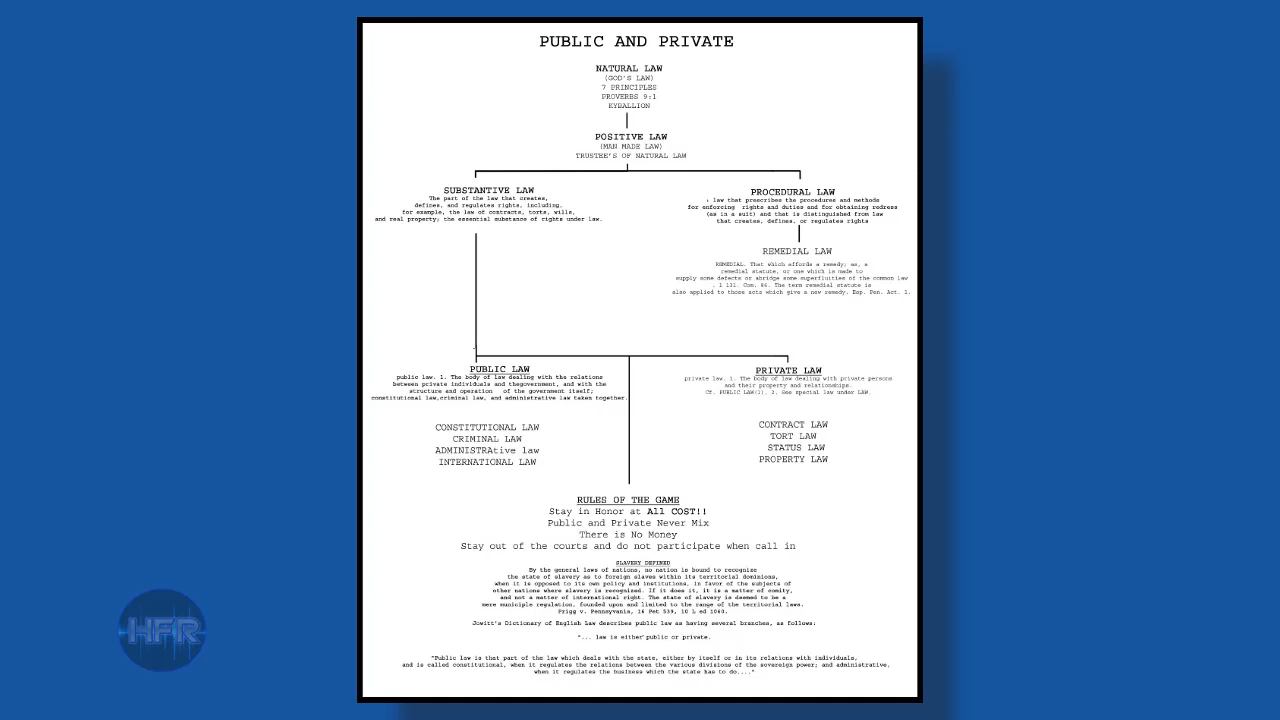 PUBLIC AND PRIVATE
NATURAL LAW
(GOD'S LAW)
7 PRINCIPLES
PROVERBS 9:1
KYBALLION
POSITIVE LAW
(MAN MADE LAW)
TRUSTEE'S OF NATURAL LAW
SUBSTANTIVE LAW
The part of the law that creates,
defines, and regulates rights, including,
for example, the law of contracts, torts, wills,
and real property; the essential substance of rights under law.
PROCEDURAL LAW
: law that prescribes the procedures and methods
for enforcing rights and duties and for obtaining redress
(as in a suit) and that is distinguished from law
that creates, defines, or regulates rights
REMEDIAL LAW
REMEDIAL. That which affords a remedy; as, a
remedial statute, or one which is made to
supply some defects or abridge some superfluities of the common law
. 1 131. Com. 86. The term remedial statute is
also applied to those acts which give a new remedy. Esp. Pen. Act. 1.
PUBLIC LAW
public law. 1. The body of law dealing with the relations
between private individuals and thegovernment, and with the
structure and operation of the government itself;
constitutional law,criminal law, and administrative law taken together.
PRIVATE LAW
private law. 1. The body of law dealing with private persons
and their property and relationships.
Cf. PUBLIC LAW(1). 2. See special law under LAW.
CONSTITUTIONAL LAW
CRIMINAL LAW
ADMINISTRAtive law
INTERNATIONAL LAW
CONTRACT LAW
TORT LAW
STATUS LAW
PROPERTY LAW
RULES OF THE GAME
Stay in Honor at All COST!!
Public and Private Never Mix
There is No Money
Stay out of the courts and do not participate when call in
SLAVERY DEFINED
By the general laws of nations, no nation is bound to recognize
the state of slavery as to foreign slaves within its territorial dominions,
when it is opposed to its own policy and institutions, in favor of the subjects of
other nations where slavery is recognized. If it does it, it is a matter of comity,
and not a matter of international right. The state of slavery is deemed to be a
mere municiple regulation, founded upon and limited to the range of the territorial laws.
Prigg v. Pennsyvania, 16 Pet 539, 10 L ed 1060.
Jowitt's Dictionary of English Law describes public law as having several branches, as follows:
"... law is either public or private.
"Public law is that part of the law which deals with the state, either by itself or in its relations with individuals,
and is called constitutional, when it regulates the relations between the various divisions of the sovereign power; and administrative,
when it regulates the business which the state has to do...."
HFR